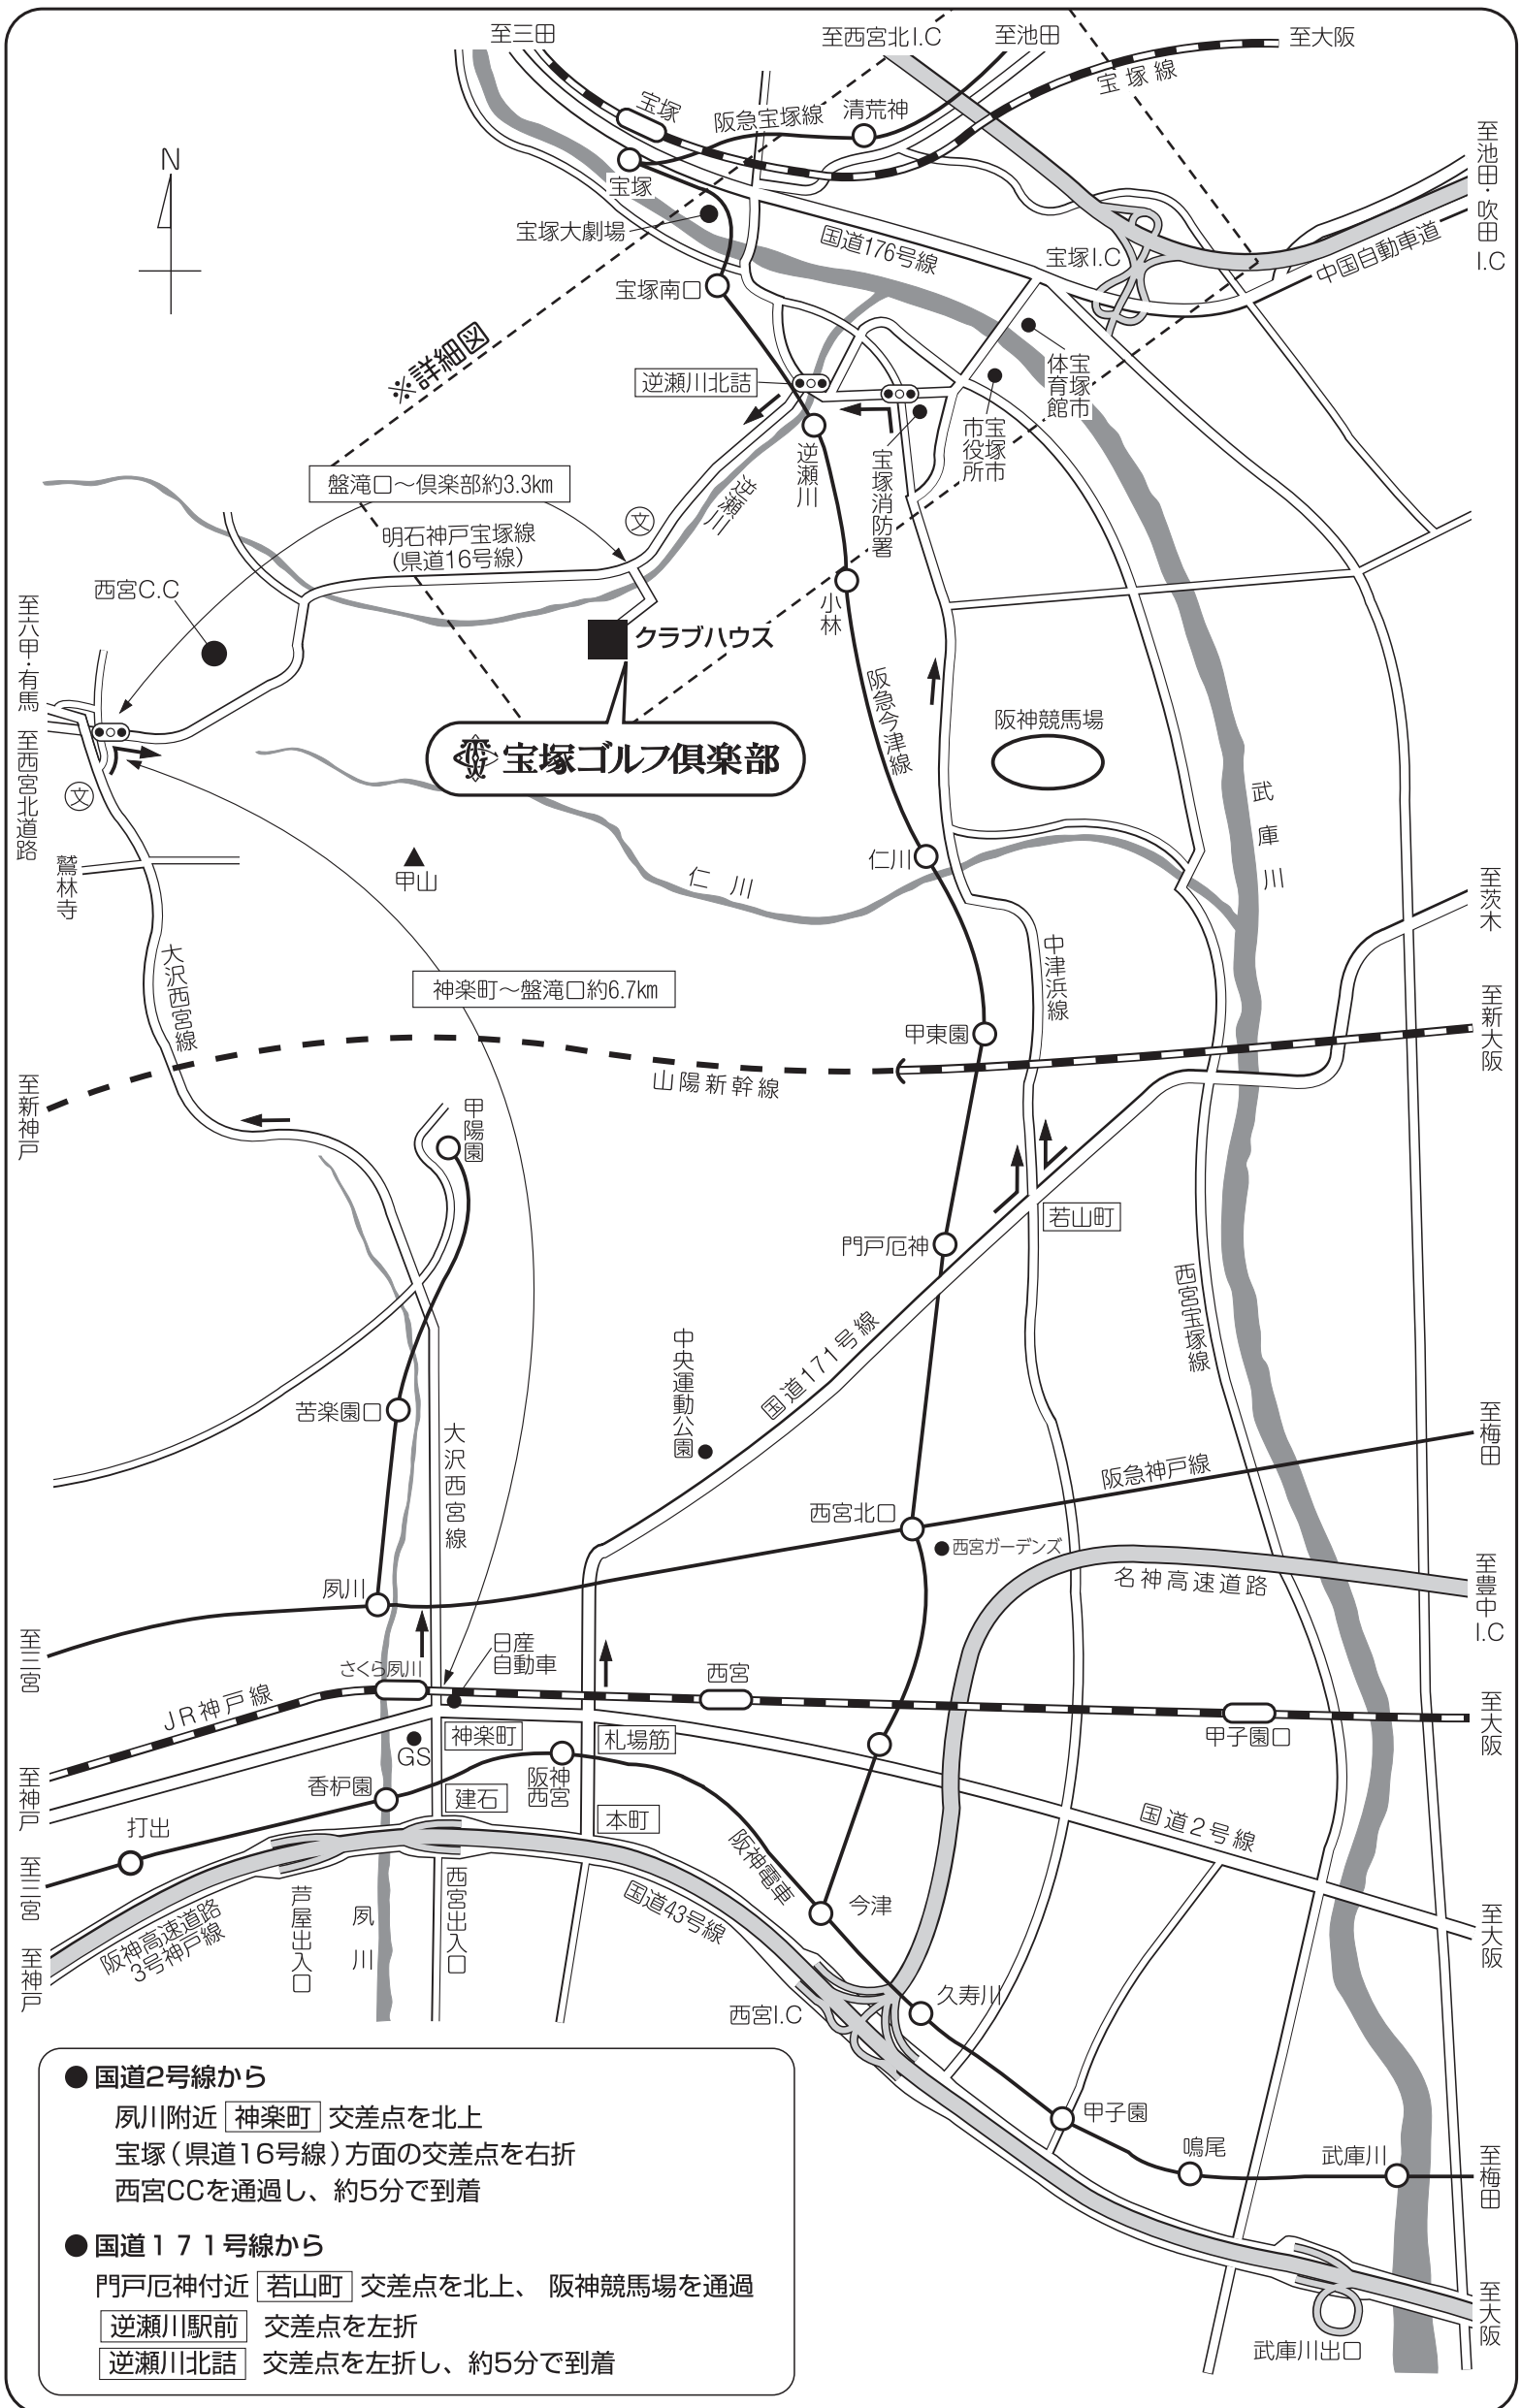 至三田
至西宮北I.C
至池田
至大阪
宝塚線
宝塚
阪急宝塚線
清荒神
至池田・吹田I.C
N
宝塚
宝塚大劇場
国道176号線
宝塚I.C
中国自動車道
宝塚南口
※詳細図
逆瀬川北詰
宝塚市体育館
宝塚市市役所
逆瀬川
宝塚消防署
盤滝口〜倶楽部約3.3km
逆瀬川
文
明石神戸宝塚線
(県道16号線)
西宮C.C
小林
クラブハウス
至六甲・有馬
阪急今津線
阪神競馬場
至西宮北道路
宝塚ゴルフ倶楽部
文
武庫川
鷲林寺
甲山
仁川
仁川
至茨木
大沢西宮線
中津浜線
神楽町〜盤滝口約6.7km
甲東園
至新大阪
山陽新幹線
至新神戸
甲陽園
若山町
門戸厄神
西宮宝塚線
国道171号線
中央運動公園
苦楽園口
大沢西宮線
至梅田
阪急神戸線
西宮北口
西宮ガーデンズ
名神高速道路
至豊中I.C
夙川
至三宮
日産
自動車
さくら夙川
西宮
JR神戸線
甲子園口
至大阪
神楽町
札場筋
GS
至神戸
香枦園
阪神
西宮
建石
本町
国道2号線
打出
阪神電車
至三宮
芦屋出入口
夙川
西宮出入口
国道43号線
今津
至大阪
阪神高速道路
3号神戸線
至神戸
西宮I.C
久寿川
甲子園
鳴尾
武庫川
至梅田
至大阪
武庫川出口
●国道2号線から
夙川附近 神楽町 交差点を北上
宝塚(県道16号線)方面の交差点を右折
西宮CCを通過し、約5分で到着
●国道171号線から
門戸厄神付近 若山町 交差点を北上、阪神競馬場を通過
逆瀬川駅前 交差点を左折
逆瀬川北詰 交差点を左折し、約5分で到着